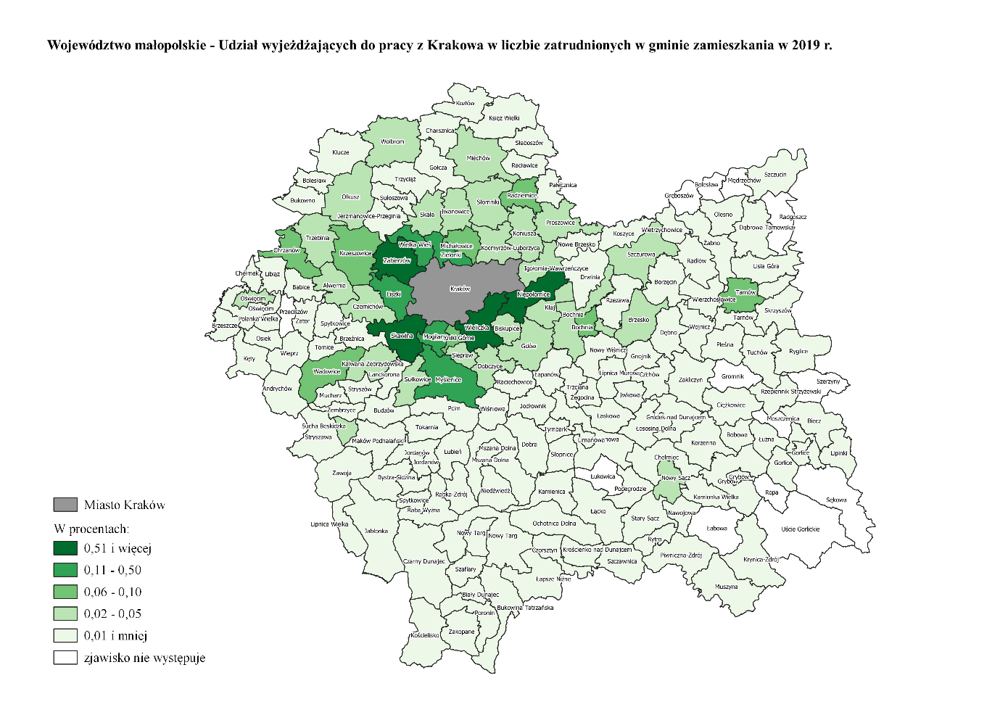 Województwo małopolskie - Udział wyjeżdżających do pracy z Krakowa w liczbie zatrudnionych w gminie zamieszkania w 2019 r.
Kozłów
Książ Wielki
Charsznica
Wolbrom
Słaboszów
Klucze
Miechów
Racławice
Gołcza
Szczucin
Bolesław
Trzyciąż
Mędrzechów
Bolesław
Pałecznica
Radziemice
Gręboszów
Olkusz
Sułoszowa
Bukowno
Słomniki
Skała
Iwanowice
Olesno
Radgoszcz
Jerzmanowice-Przeginia
Proszowice
Dąbrowa Tarnowska
Wietrzychowice
Koniusza
Koszyce
Trzebinia
Żabno
Wielka Wieś
Michałowice
Nowe Brzesko
Kocmyrzów-Luborzyca
Chrzanów
Krzeszowice
Zielonki
Szczurowa
Zabierzów
Radłów
Lisia Góra
Igołomia-Wawrzeńczyce
Chełmek
Libiąż
Drwinia
Borzęcin
Alwernia
Babice
Kraków
Liszki
Niepołomice
Tarnów
Oświęcim
Rzezawa
Wierzchosławice
Czernichów
Kłaj
Oświęcim
Przeciszów
Skrzyszów
Bochnia
Tarnów
Polanka Wielka
Zator
Brzesko
Brzeszcze
Spytkowice
Wieliczka
Biskupice
Bochnia
Wojnicz
Dębno
Skawina
Mogilany
Osiek
Brzeźnica
Pleśna
Gdów
Tomice
Nowy Wiśnicz
Tuchów
Ryglice
Wieprz
Siepraw
Gnojnik
Kęty
Kalwaria Zebrzydowska
Dobczyce
Wadowice
Lanckorona
Łapanów
Lipnica Murowana
Czchów
Gromnik
Sułkowice
Myślenice
Zakliczyn
Raciechowice
Szerzyny
Andrychów
Stryszów
Trzciana
Rzepiennik Strzyżewski
Mucharz
Żegocina
Iwkowa
Zembrzyce
Budzów
Pcim
Wiśniowa
Jodłownik
Ciężkowice
Laskowa
Gródek nad Dunajcem
Moszczenica
Biecz
Sucha Beskidzka
Tokarnia
Tymbark
Łososina Dolna
Stryszawa
Maków Podhalański
Bobowa
Łużna
Limanowa
Dobra
Korzenna
Mszana Dolna
Jordanów
Lubień
Słopnice
Gorlice
Lipinki
Mszana Dolna
Chełmiec
Jordanów
Gorlice
Zawoja
Bystra-Sidzina
Łukowica
Nowy Sącz
Grybów
Grybów
Podegrodzie
Rabka-Zdrój
Niedźwiedź
Kamienica
Kamionka Wielka
Ropa
Spytkowice
Sękowa
Raba Wyżna
Łącko
Nawojowa
Stary Sącz
Lipnica Wielka
Ochotnica Dolna
Łabowa
Uście Gorlickie
Jabłonka
Nowy Targ
Nowy Targ
Rytro
Czorsztyn
Krościenko nad Dunajcem
Piwniczna-Zdrój
Krynica-Zdrój
Czarny Dunajec
Szczawnica
Szaflary
Łapsze Niżne
Muszyna
Biały Dunajec
Bukowina Tatrzańska
Poronin
Zakopane
Kościelisko
Miasto Kraków
W procentach:
0,51 i więcej
0,11 - 0,50
0,06 - 0,10
0,02 - 0,05
0,01 i mniej
zjawisko nie występuje